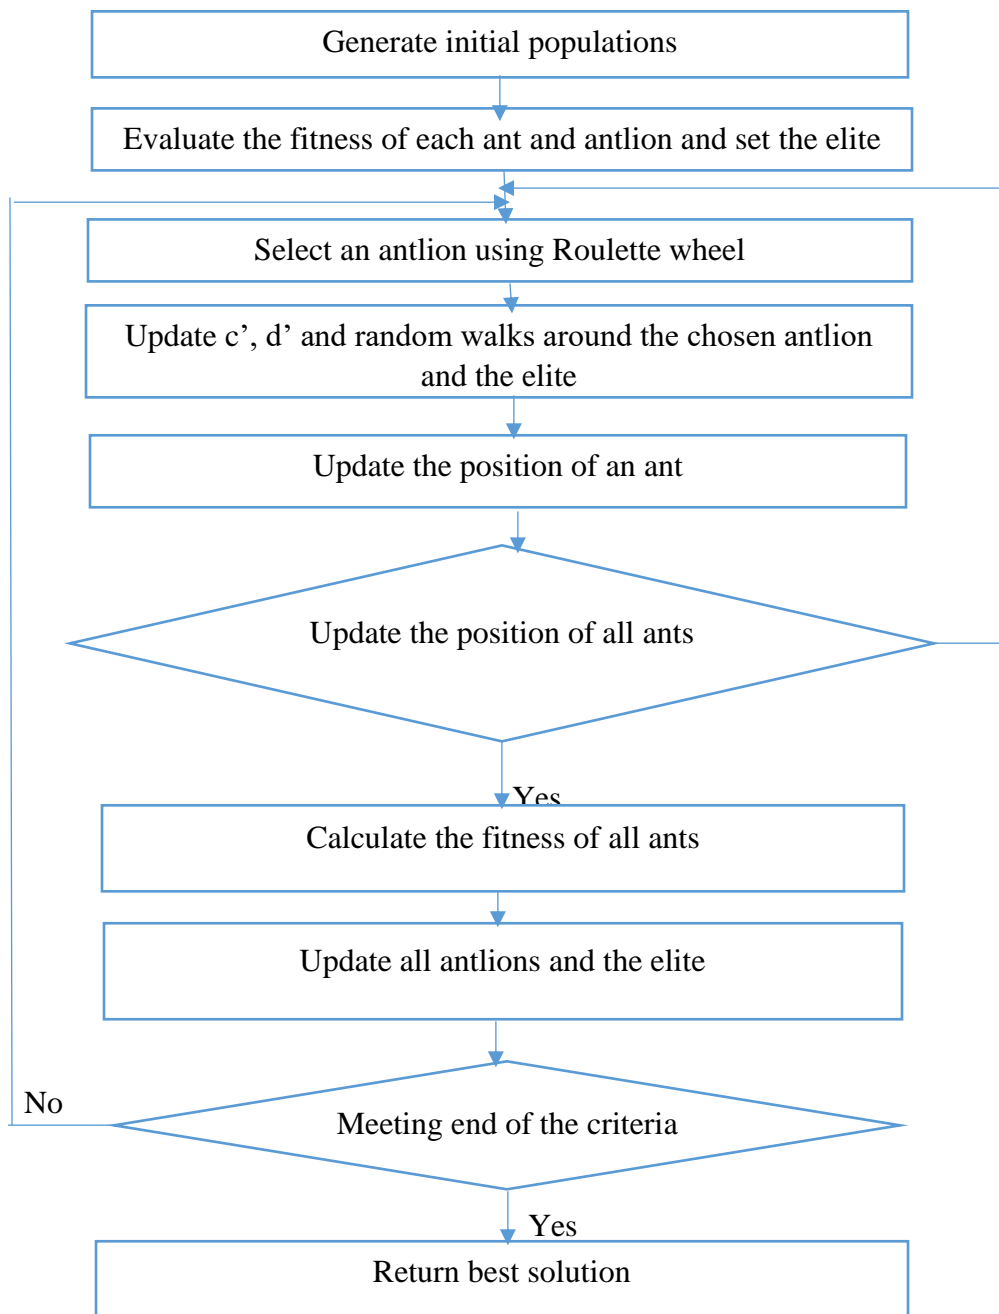 Generate initial populations
Evaluate the fitness of each ant and antlion and set the elite
Select an antlion using Roulette wheel
Update c’, d’ and random walks around the chosen antlion
and the elite
Update the position of an ant
Update the position of all ants
Yes
Calculate the fitness of all ants
Update all antlions and the elite
No
Meeting end of the criteria
Yes
Return best solution